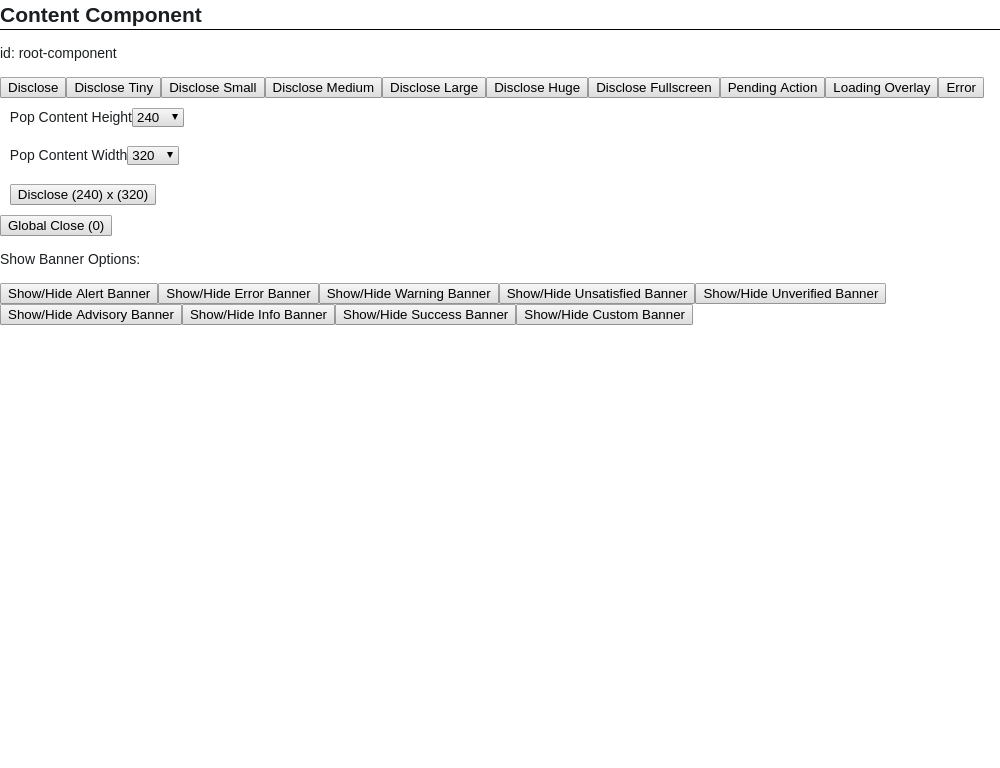 Content Component
id: root-component
Disclose Disclose Tiny Disclose Small Disclose Medium Disclose Large Disclose Huge Disclose Fullscreen Pending Action Loading Overlay Error
Pop Content Height 240
Pop Content Width 320
Disclose (240) x (320)
Global Close (0)
Show Banner Options:
Show/Hide Alert Banner Show/Hide Error Banner Show/Hide Warning Banner Show/Hide Unsatisfied Banner Show/Hide Unverified Banner
Show/Hide Advisory Banner Show/Hide Info Banner Show/Hide Success Banner Show/Hide Custom Banner